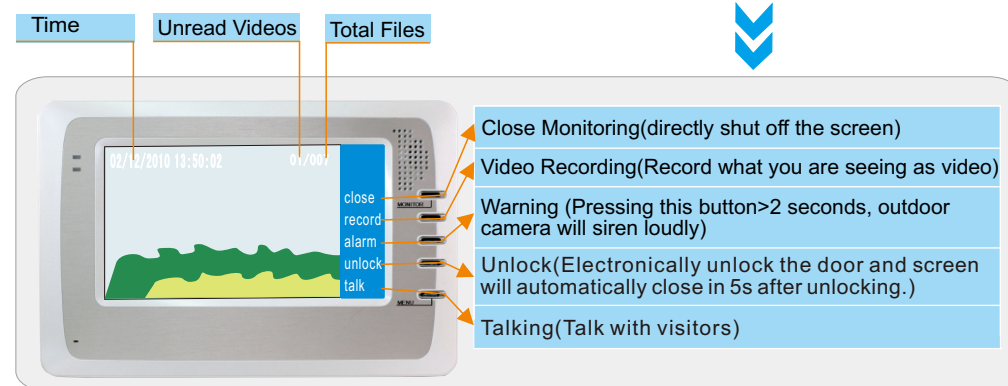 Time
Unread Videos
Total Files
02/12/2010 13:50:02
01/007
close
record
alarm
unlock
talk
MONITOR
MENU
Close Monitoring(directly shut off the screen)
Video Recording(Record what you are seeing as video)
Warning (Pressing this button>2 seconds, outdoor
camera will siren loudly)
Unlock(Electronically unlock the door and screen
will automatically close in 5s after unlocking.)
Talking(Talk with visitors)